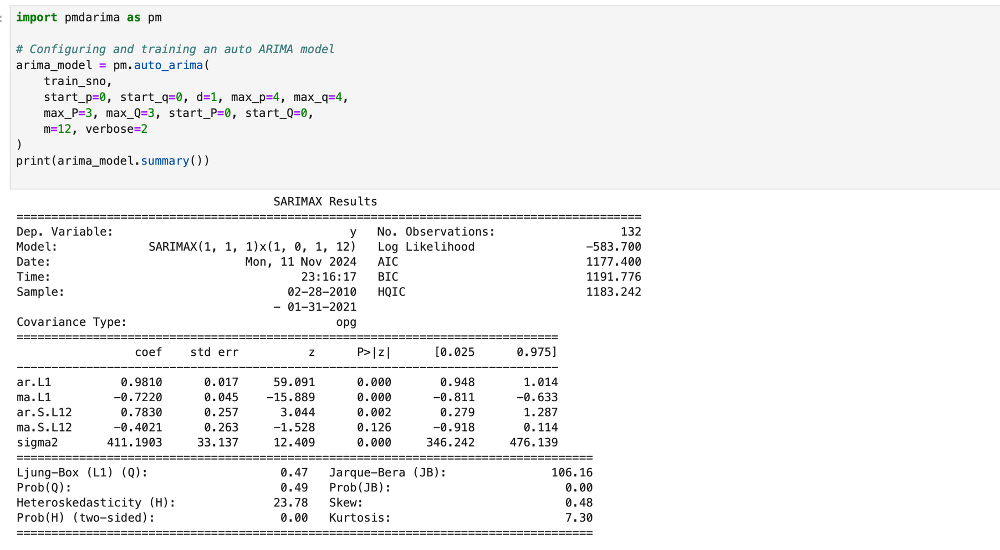 import pmdarima as pm
# Configuring and training an auto ARIMA model
arima_model = pm.auto_arima(
    train_sno,
    start_p=0, start_q=0, d=1, max_p=4, max_q=4,
    max_P=3, max_Q=3, start_P=0, start_Q=0,
    m=12, verbose=2
)
print(arima_model.summary())
SARIMAX Results
==========================================================================================
Dep. Variable: y No. Observations: 132
Model: SARIMAX(1, 1, 1)x(1, 0, 1, 12) Log Likelihood -583.700
Date: Mon, 11 Nov 2024 AIC 1177.400
Time: 23:16:17 BIC 1191.776
Sample: 02-28-2010 HQIC 1183.242
- 01-31-2021
Covariance Type: opg
==============================================================================
coef std err z P>|z| [0.025 0.975]
------------------------------------------------------------------------------
ar.L1 0.9810 0.017 59.091 0.000 0.948 1.014
ma.L1 -0.7220 0.045 -15.889 0.000 -0.811 -0.633
ar.S.L12 0.7830 0.257 3.044 0.002 0.279 1.287
ma.S.L12 -0.4021 0.263 -1.528 0.126 -0.918 0.114
sigma2 411.1903 33.137 12.409 0.000 346.242 476.139
===================================================================================
Ljung-Box (L1) (Q): 0.47 Jarque-Bera (JB): 106.16
Prob(Q): 0.49 Prob(JB): 0.00
Heteroskedasticity (H): 23.78 Skew: 0.48
Prob(H) (two-sided): 0.00 Kurtosis: 7.30
===================================================================================